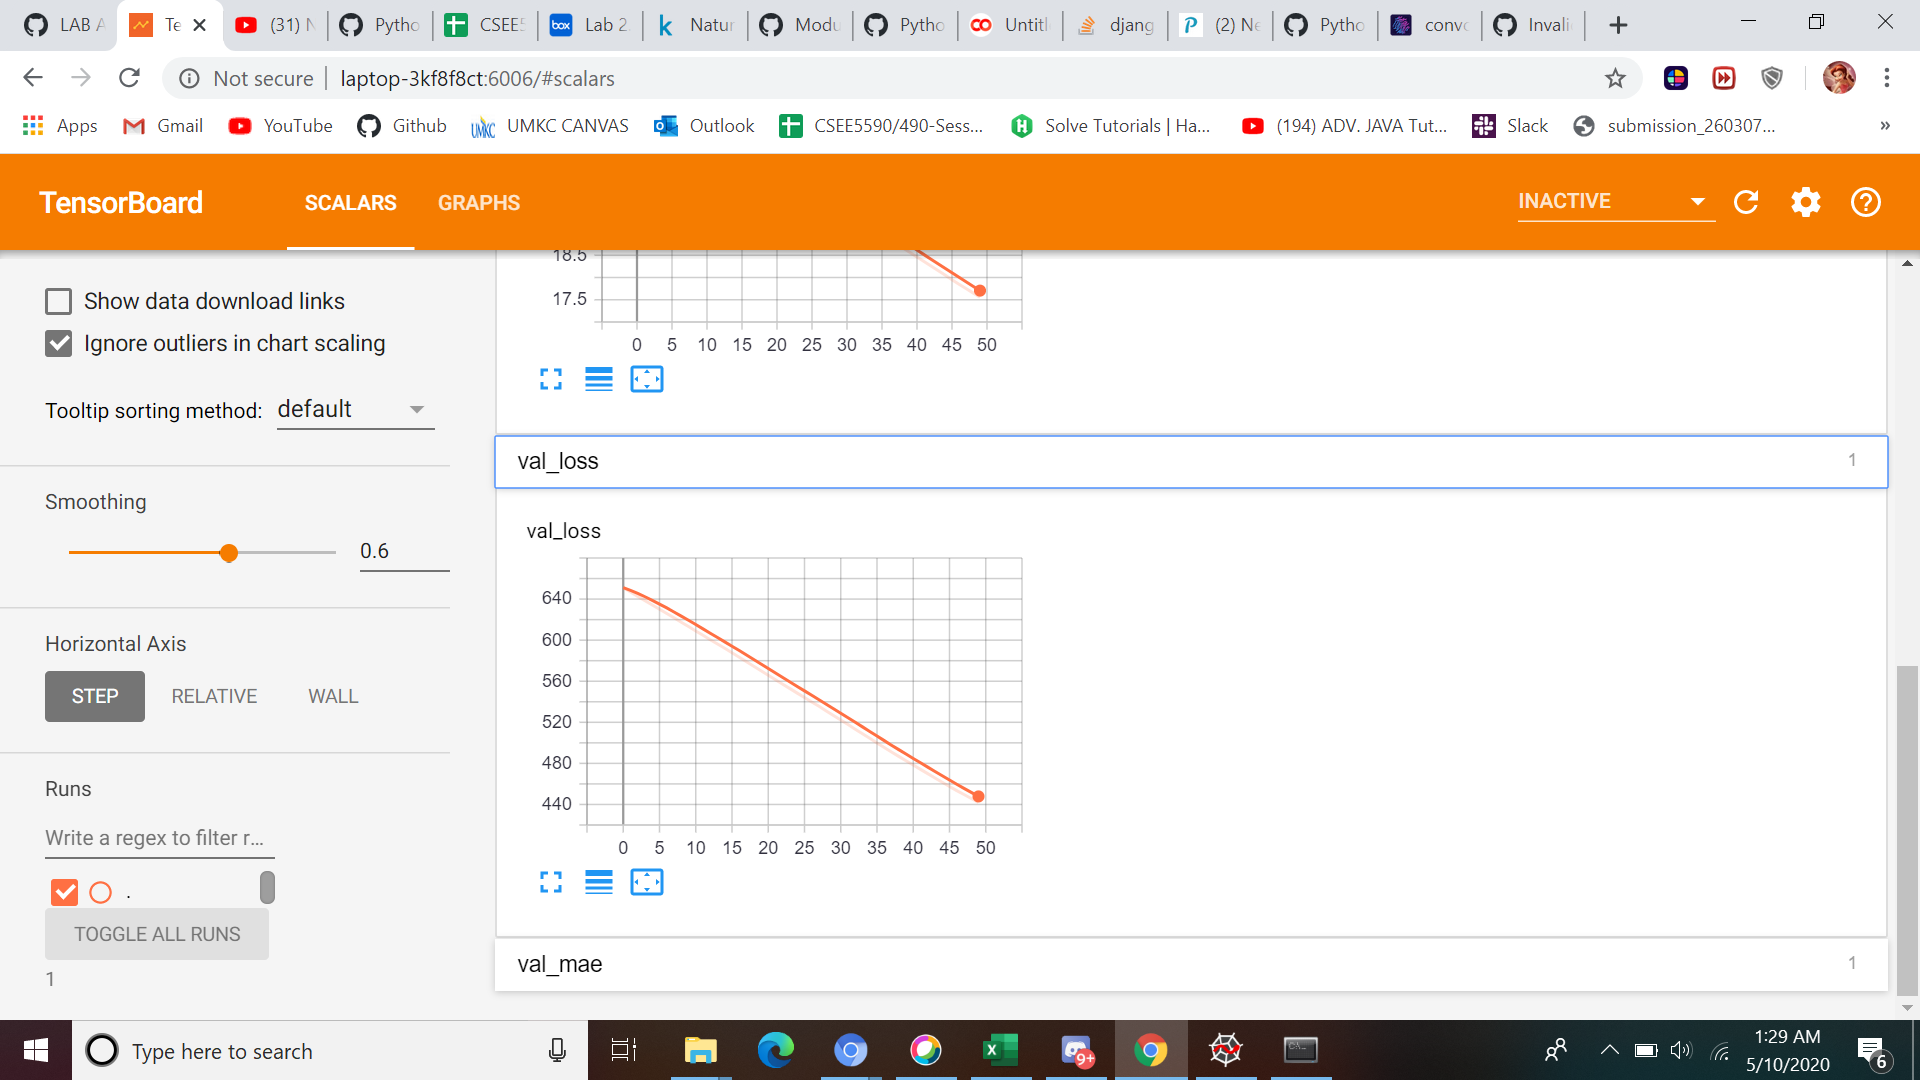 LAB A
Te
(31) N
Pytho
CSEE5
box
Lab 2
k
Natur
Modu
Pytho
Untitl
djang
P
(2) Ne
Pytho
convo
Invali
Not secure
laptop-3kf8f8ct:6006/#scalars
Apps
Gmail
YouTube
Github
UMKC
UMKC CANVAS
Outlook
CSEE5590/490-Sess...
Solve Tutorials | Ha...
(194) ADV. JAVA Tut...
Slack
submission_260307...
»
TensorBoard
SCALARS
GRAPHS
INACTIVE
Show data download links
Ignore outliers in chart scaling
Tooltip sorting method: default
Smoothing
0.6
Horizontal Axis
STEP RELATIVE WALL
Runs
Write a regex to filter r...
.
TOGGLE ALL RUNS
1
18.5
17.5
0 5 10 15 20 25 30 35 40 45 50
val_loss 1
val_loss
640
600
560
520
480
440
0 5 10 15 20 25 30 35 40 45 50
val_mae 1
Type here to search
9+
1:29 AM
5/10/2020
6